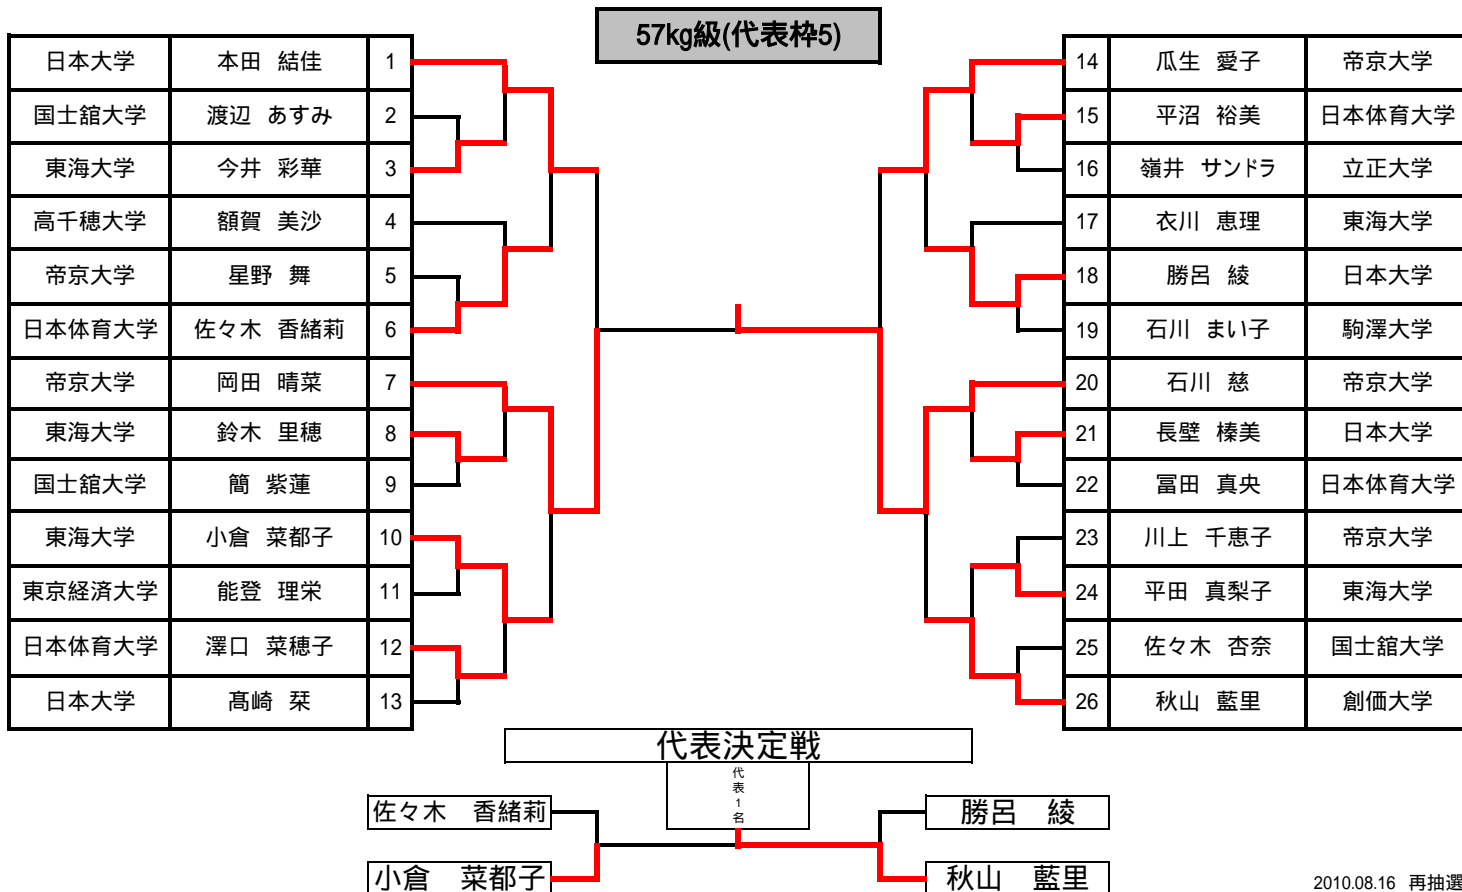 57kg級(代表枠5)
日本大学 本田 結佳 1
国士舘大学 渡辺 あすみ 2
東海大学 今井 彩華 3
高千穂大学 額賀 美沙 4
帝京大学 星野 舞 5
日本体育大学 佐々木 香緒莉 6
帝京大学 岡田 晴菜 7
東海大学 鈴木 里穂 8
国士舘大学 簡 紫蓮 9
東海大学 小倉 菜都子 10
東京経済大学 能登 理栄 11
日本体育大学 澤口 菜穂子 12
日本大学 髙崎 栞 13
14 瓜生 愛子 帝京大学
15 平沼 裕美 日本体育大学
16 嶺井 サンドラ 立正大学
17 衣川 恵理 東海大学
18 勝呂 綾 日本大学
19 石川 まい子 駒澤大学
20 石川 慈 帝京大学
21 長壁 榛美 日本大学
22 冨田 真央 日本体育大学
23 川上 千恵子 帝京大学
24 平田 真梨子 東海大学
25 佐々木 杏奈 国士舘大学
26 秋山 藍里 創価大学
代表決定戦
代表1名
佐々木 香緒莉
小倉 菜都子
勝呂 綾
秋山 藍里
2010.08.16 再抽選